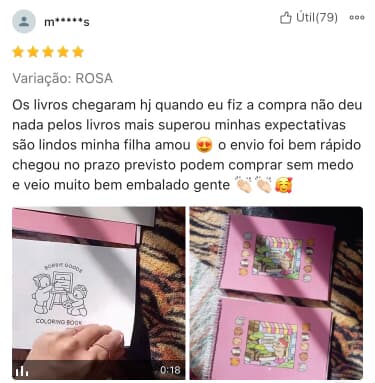 m*****s
Útil(79)
Variação: ROSA
Os livros chegaram hj quando eu fiz a compra não deu
nada pelos livros mais superou minhas expectativas
são lindos minha filha amou 😍 o envio foi bem rápido
chegou no prazo previsto podem comprar sem medo
e veio muito bem embalado gente 👏🏻👏🏻🥰
BOBBIE GOODS
COLORING BOOK
0:18